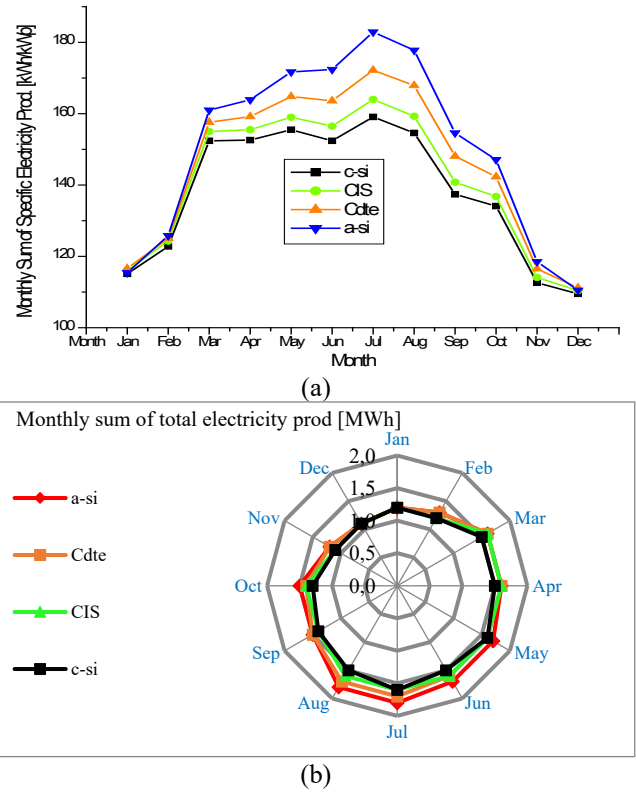 180
160
140
120
100
Monthly Sum of Specific Electricity Prod [kWh/kWp]
c-si
CIS
Cdte
a-si
Month Jan Feb Mar Apr May Jun Jul Aug Sep Oct Nov Dec
Month
(a)
Monthly sum of total electricity prod [MWh]
Jan
Feb
Mar
Apr
May
Jun
Jul
Aug
Sep
Oct
Nov
Dec
2,0
1,5
1,0
0,5
0,0
a-si
Cdte
CIS
c-si
(b)